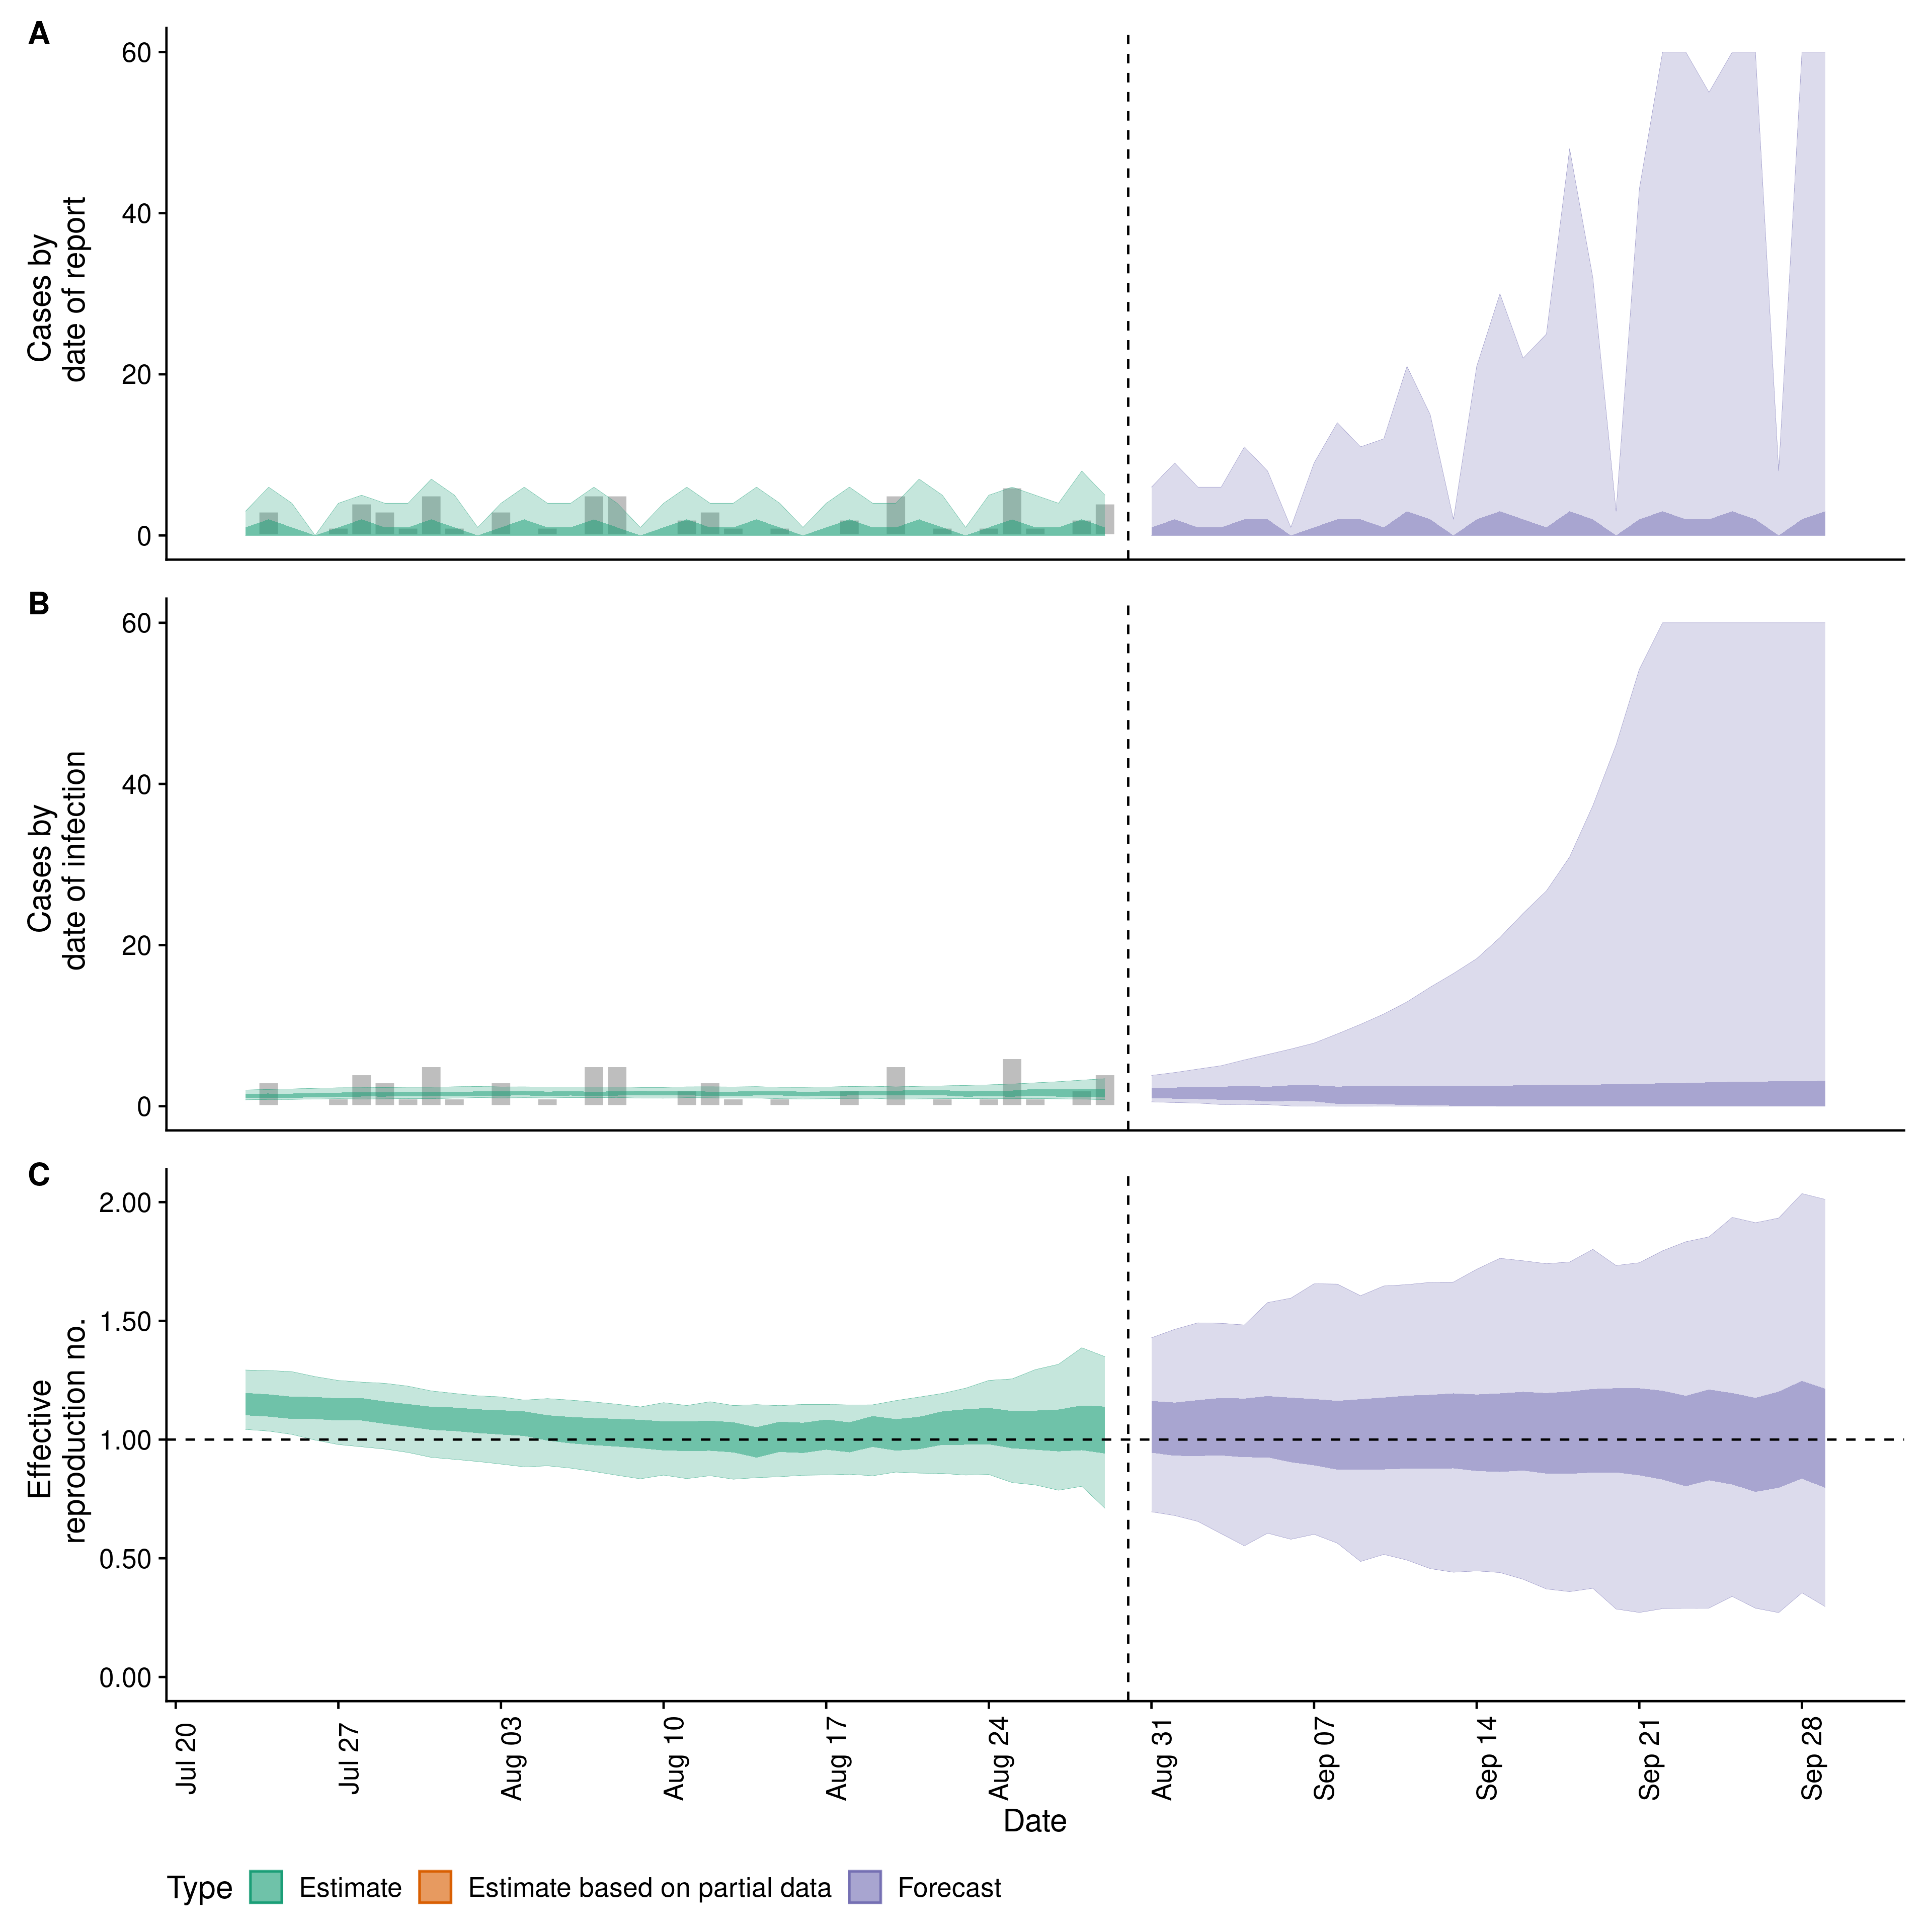 A
60
40
20
0
Cases by
date of report
B
60
40
20
0
Cases by
date of infection
C
2.00
1.50
1.00
0.50
0.00
Effective
reproduction no.
Jul 20
Jul 27
Aug 03
Aug 10
Aug 17
Aug 24
Aug 31
Sep 07
Sep 14
Sep 21
Sep 28
Date
Type Estimate Estimate based on partial data Forecast